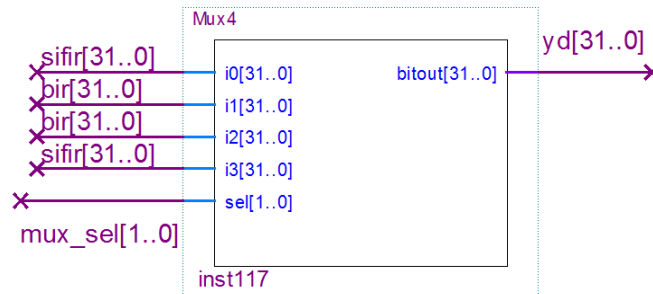 Mux4
sifir[31..0]
bir[31..0]
bir[31..0]
sifir[31..0]
mux_sel[1..0]
i0[31..0]
i1[31..0]
i2[31..0]
i3[31..0]
sel[1..0]
bitout[31..0]
yd[31..0]
inst117